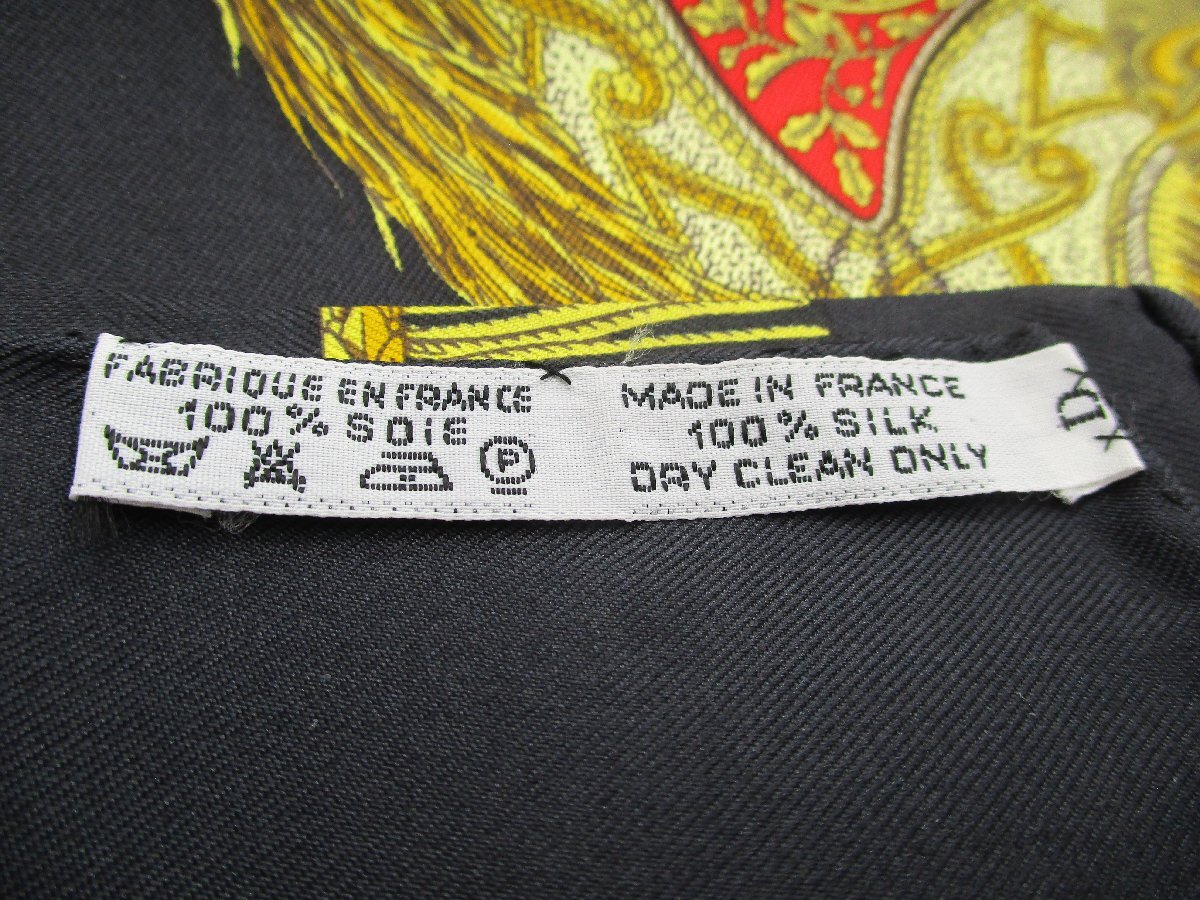 FABRIQUE EN FRANCE
100% SOIE
P
MADE IN FRANCE
100% SILK
DRY CLEAN ONLY